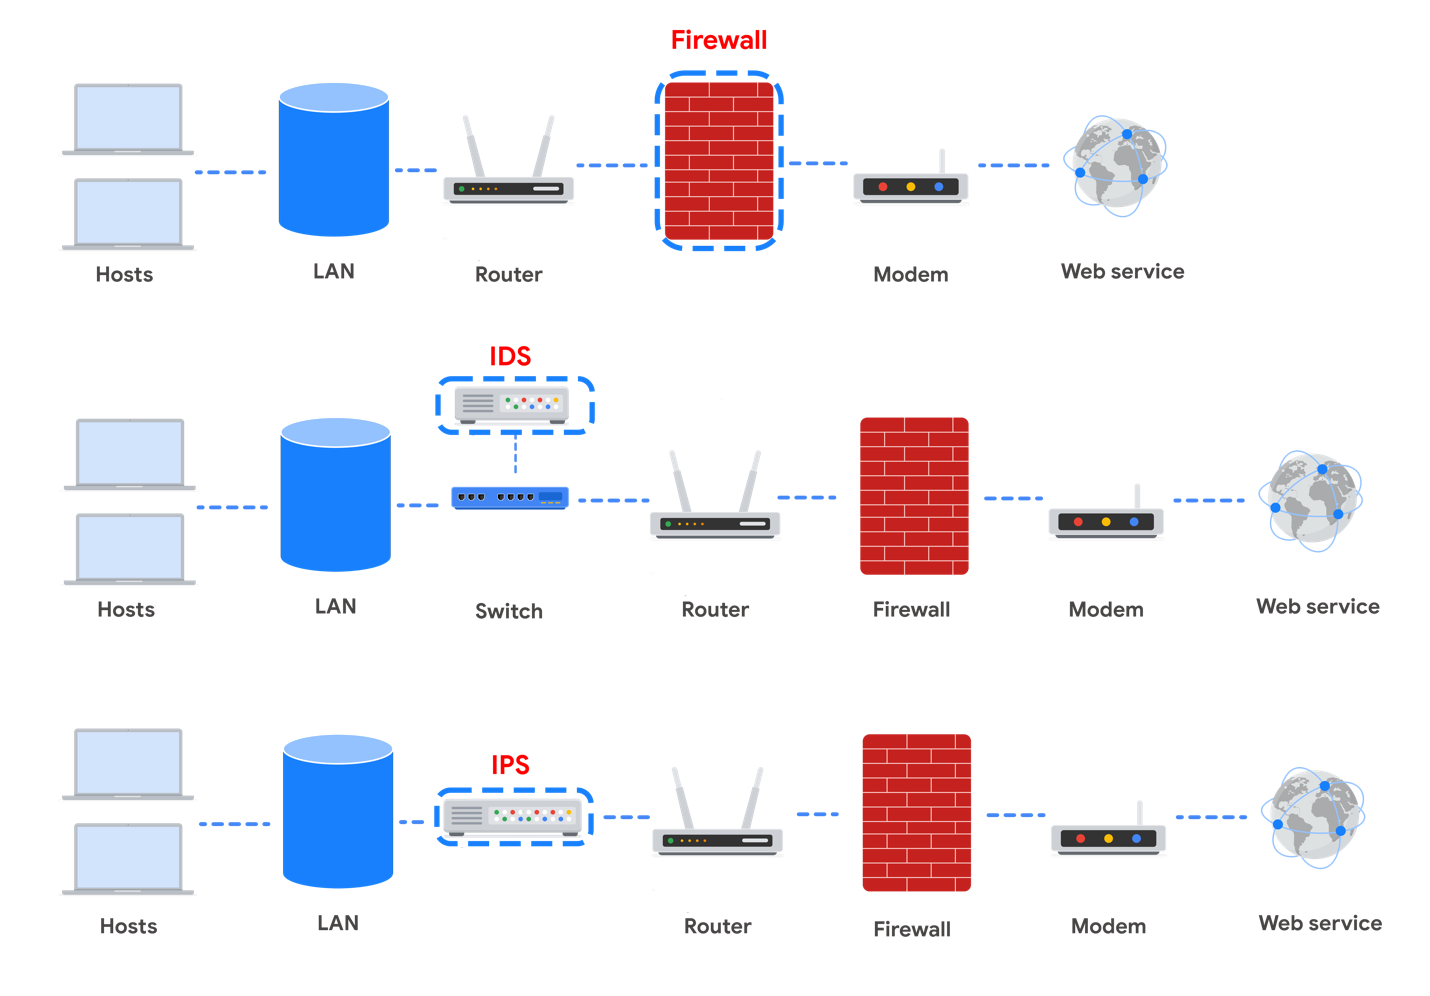 Firewall
Hosts
LAN
Router
Modem
Web service
IDS
Hosts
LAN
Switch
Router
Firewall
Modem
Web service
IPS
Hosts
LAN
Router
Firewall
Modem
Web service